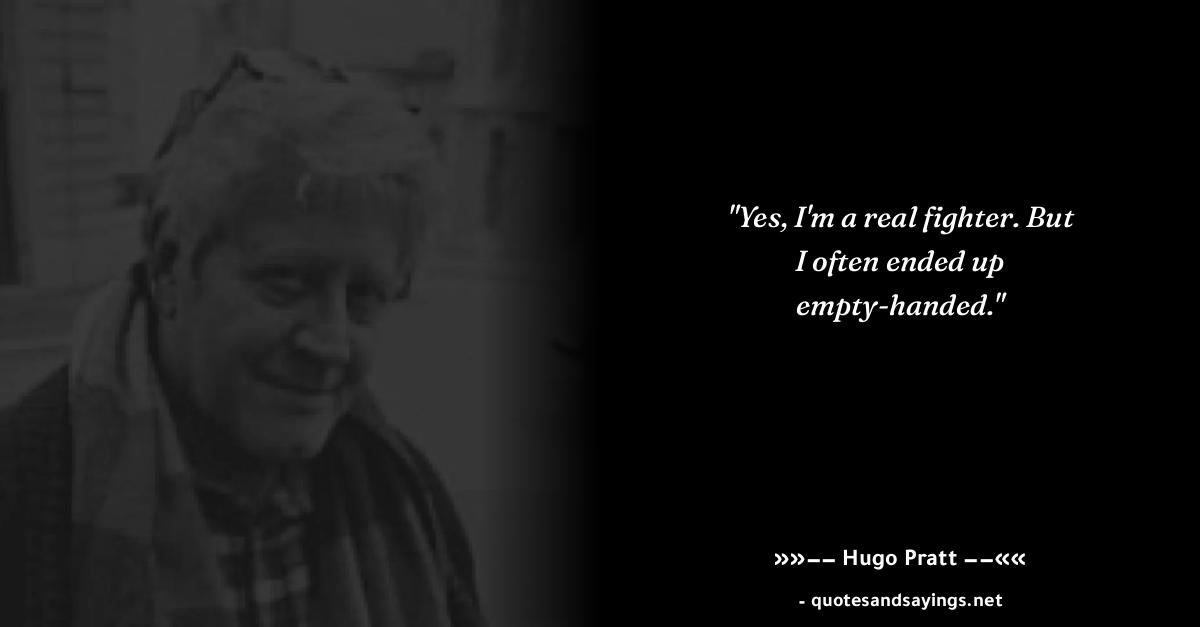 "Yes, I'm a real fighter. But
I often ended up
empty-handed."
»»–– Hugo Pratt ––««
- quotesandsayings.net